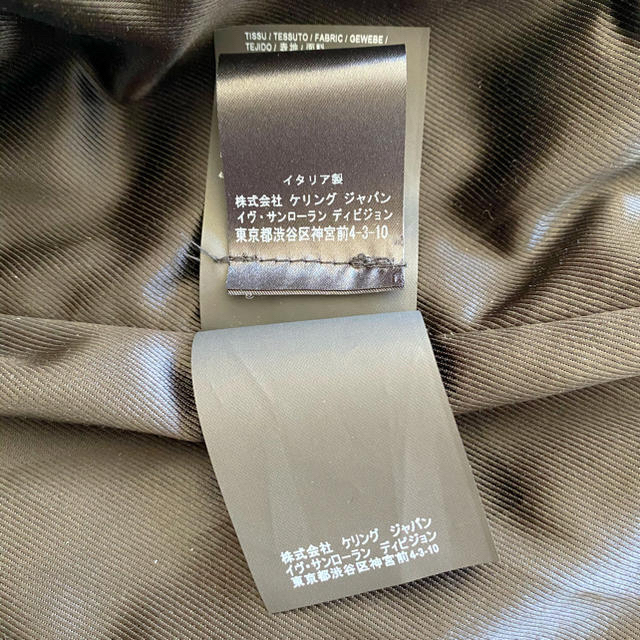 TISSU / TESSUTO / FABRIC / GEWEBE /
TEJIDO / 表地 / 面料
イタリア製
株式会社 ケリング ジャパン
イヴ・サンローラン ディビジョン
東京都渋谷区神宮前4-3-10
株式会社 ケリング ジャパン
イヴ・サンローラン ディビジョン
東京都渋谷区神宮前4-3-10